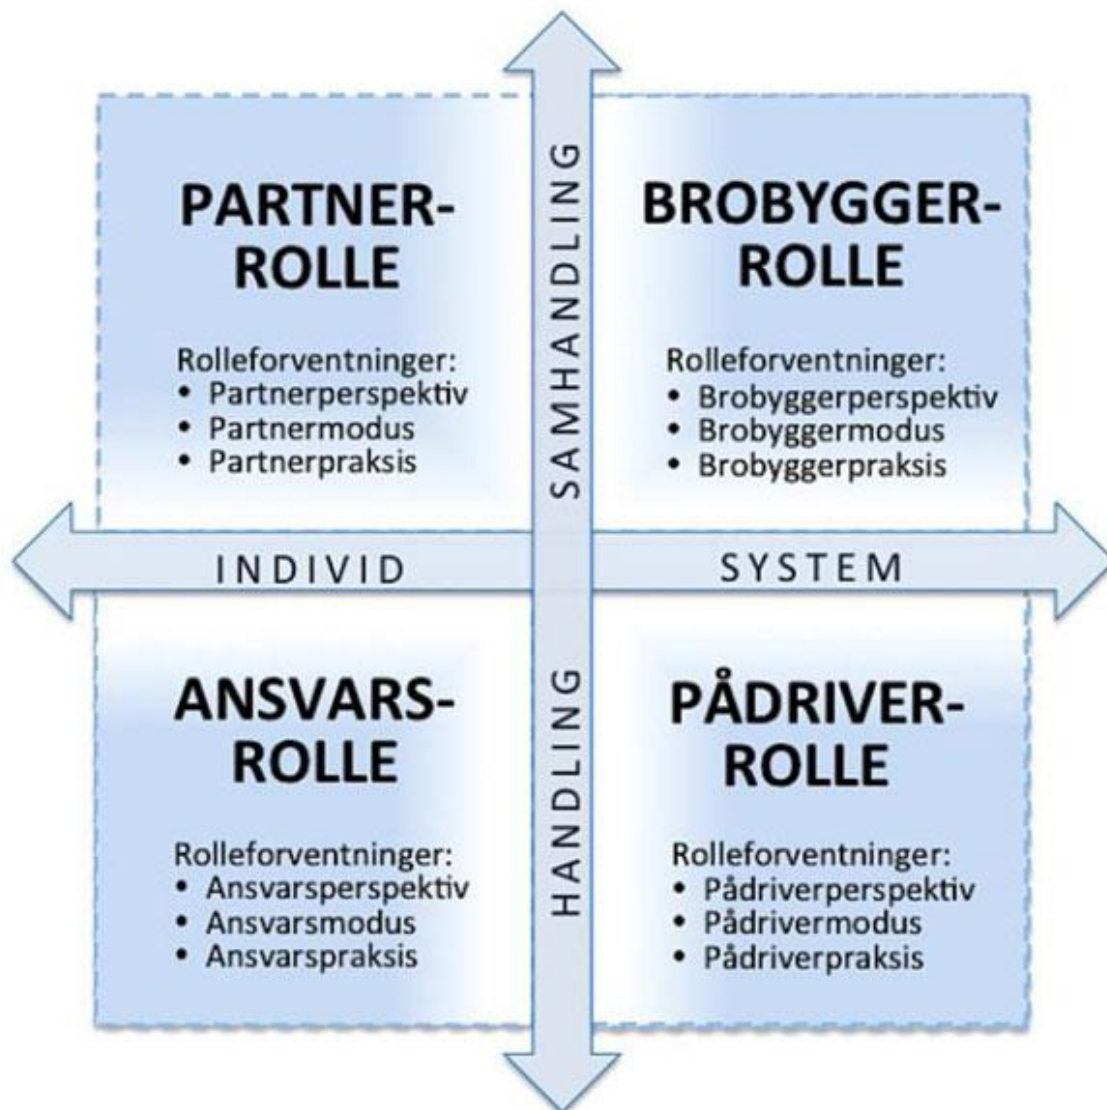 PARTNER-
ROLLE
Rolleforventninger:
• Partnerperspektiv
• Partnermodus
• Partnerpraksis
SAMHANDLING
BROBYGGER-
ROLLE
Rolleforventninger:
• Brobyggerperspektiv
• Brobyggermodus
• Brobyggerpraksis
INDIVID
SYSTEM
ANSVARS-
ROLLE
Rolleforventninger:
• Ansvarsperspektiv
• Ansvarsmodus
• Ansvarspraksis
HANDLING
PÅDRIVER-
ROLLE
Rolleforventninger:
• Pådriverperspektiv
• Pådrivermodus
• Pådriverpraksis